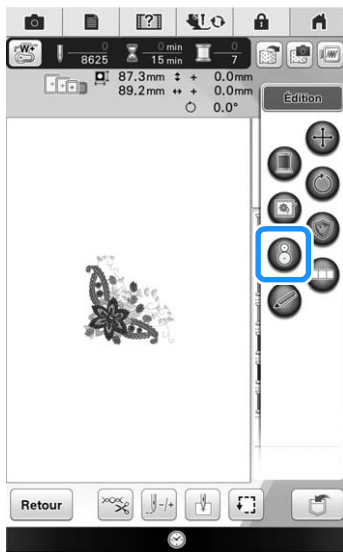 [?]
W+ 0 0 min 0
8625 15 min 7
87.3mm + 0.0mm
89.2mm + 0.0mm
0.0°
Édition
8
Retour
-/+